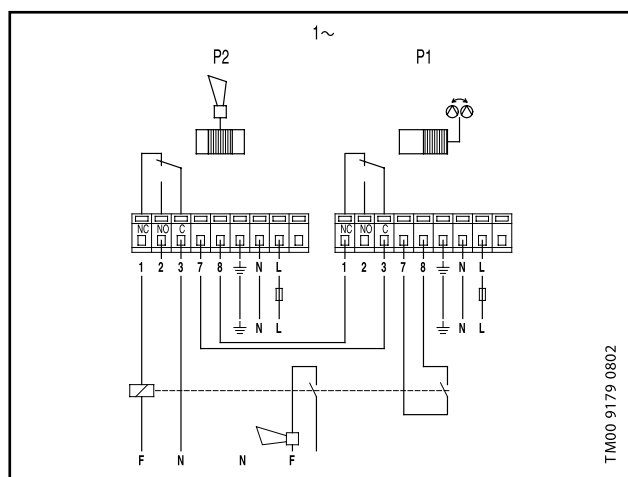 1~
P2 P1
NC NO C NC NO C
1 2 3 7 8 N L 1 2 3 7 8 N L
N L N L
F N N F
TM00 9179 0802